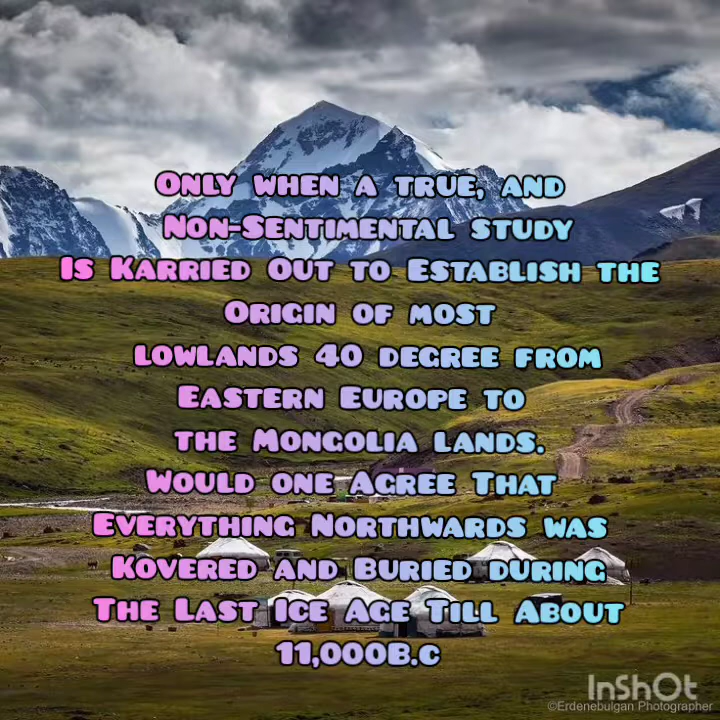 Only when a true, and
Non-Sentimental study
Is Karried Out to Establish the
Origin of most
lowlands 40 degree from
Eastern Europe to
the Mongolia lands.
Would one Agree That
Everything Northwards was
Kovered and Buried during
The Last Ice Age Till About
11,000B.c
InShOt
©Erdenebulgan Photographer